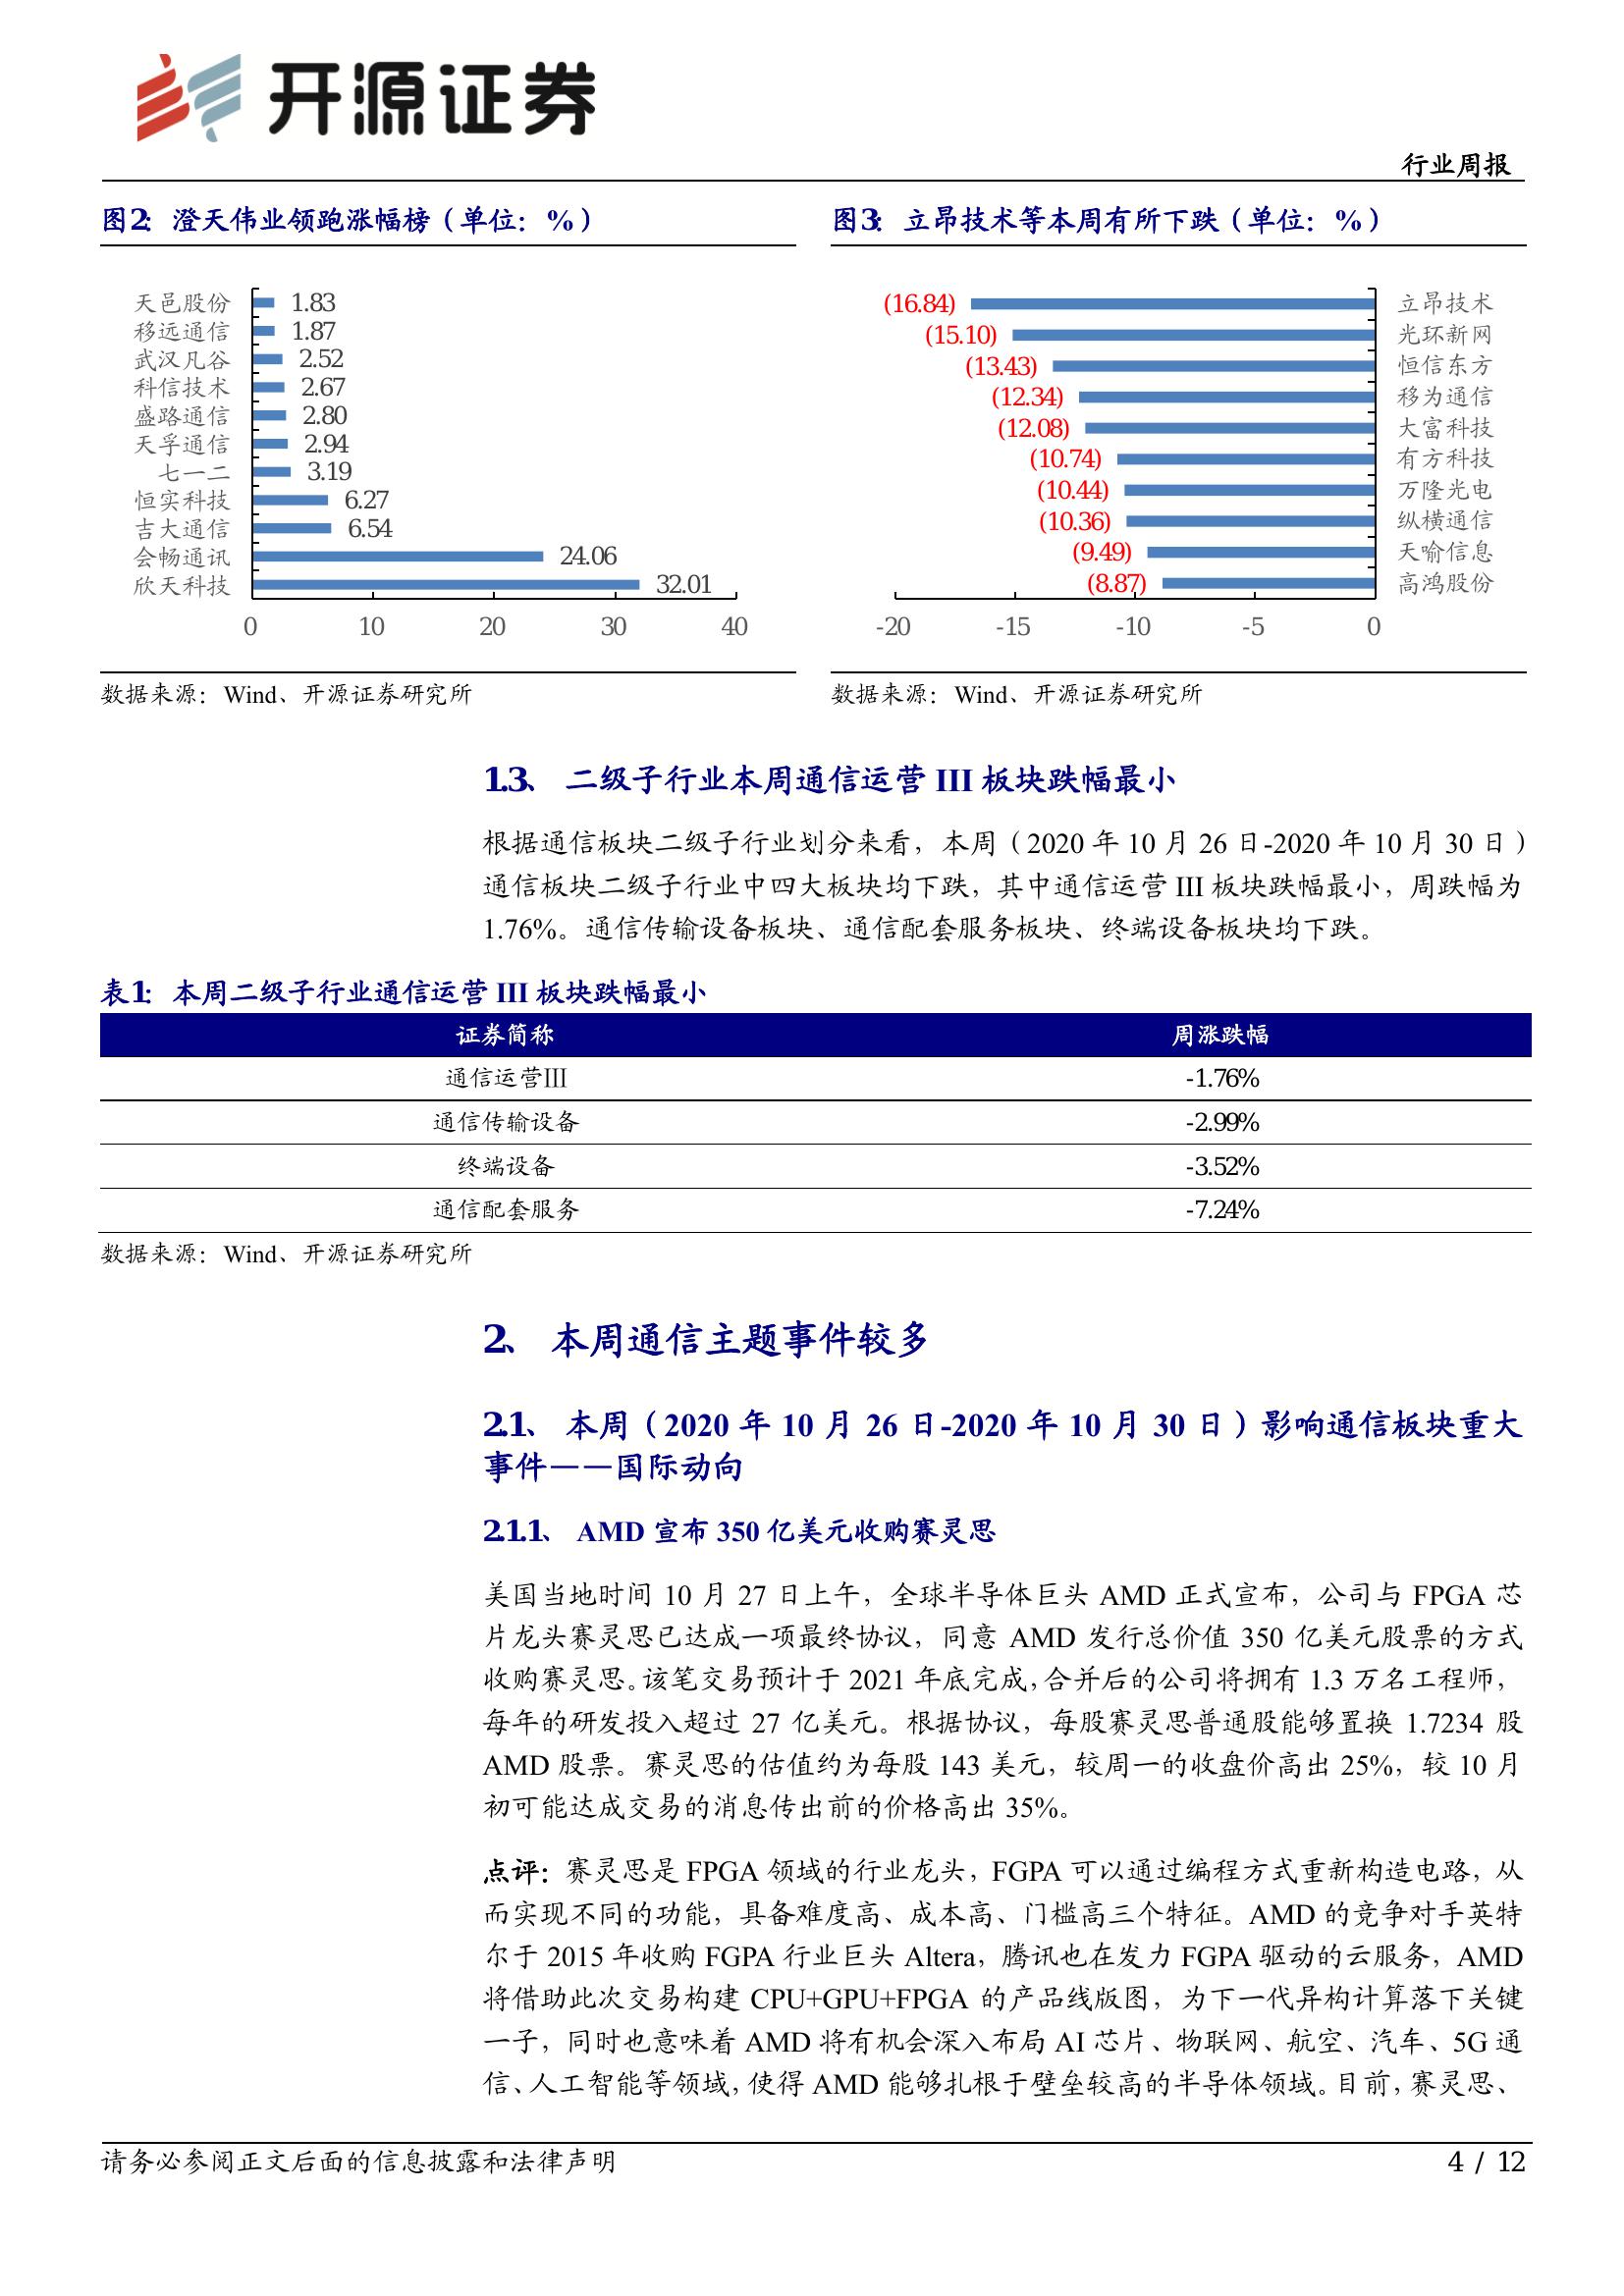 开源证券
行业周报
图2： 澄天伟业领跑涨幅榜（单位：%）
天邑股份 1.83
移远通信 1.87
武汉凡谷 2.52
科信技术 2.67
盛路通信 2.80
天孚通信 2.94
七一二 3.19
恒实科技 6.27
吉大通信 6.54
会畅通讯 24.06
欣天科技 32.01
0 10 20 30 40
数据来源：Wind、开源证券研究所
图3： 立昂技术等本周有所下跌（单位：%）
(16.84) 立昂技术
(15.10) 光环新网
(13.43) 恒信东方
(12.34) 移为通信
(12.08) 大富科技
(10.74) 有方科技
(10.44) 万隆光电
(10.36) 纵横通信
(9.49) 天喻信息
(8.87) 高鸿股份
-20 -15 -10 -5 0
数据来源：Wind、开源证券研究所
1.3、 二级子行业本周通信运营 III 板块跌幅最小
根据通信板块二级子行业划分来看，本周（2020 年 10 月 26 日-2020 年 10 月 30 日）
通信板块二级子行业中四大板块均下跌，其中通信运营 III 板块跌幅最小，周跌幅为
1.76%。通信传输设备板块、通信配套服务板块、终端设备板块均下跌。
表1： 本周二级子行业通信运营 III 板块跌幅最小
证券简称 周涨跌幅
通信运营Ⅲ -1.76%
通信传输设备 -2.99%
终端设备 -3.52%
通信配套服务 -7.24%
数据来源：Wind、开源证券研究所
2、 本周通信主题事件较多
2.1、 本周（2020 年 10 月 26 日-2020 年 10 月 30 日）影响通信板块重大
事件——国际动向
2.1.1、 AMD 宣布 350 亿美元收购赛灵思
美国当地时间 10 月 27 日上午，全球半导体巨头 AMD 正式宣布，公司与 FPGA 芯
片龙头赛灵思已达成一项最终协议，同意 AMD 发行总价值 350 亿美元股票的方式
收购赛灵思。该笔交易预计于 2021 年底完成，合并后的公司将拥有 1.3 万名工程师，
每年的研发投入超过 27 亿美元。根据协议，每股赛灵思普通股能够置换 1.7234 股
AMD 股票。赛灵思的估值约为每股 143 美元，较周一的收盘价高出 25%，较 10 月
初可能达成交易的消息传出前的价格高出 35%。
点评：赛灵思是 FPGA 领域的行业龙头，FGPA 可以通过编程方式重新构造电路，从
而实现不同的功能，具备难度高、成本高、门槛高三个特征。AMD 的竞争对手英特
尔于 2015 年收购 FGPA 行业巨头 Altera，腾讯也在发力 FGPA 驱动的云服务，AMD
将借助此次交易构建 CPU+GPU+FPGA 的产品线版图，为下一代异构计算落下关键
一子，同时也意味着 AMD 将有机会深入布局 AI 芯片、物联网、航空、汽车、5G 通
信、人工智能等领域，使得 AMD 能够扎根于壁垒较高的半导体领域。目前，赛灵思、
请务必参阅正文后面的信息披露和法律声明 4 / 12